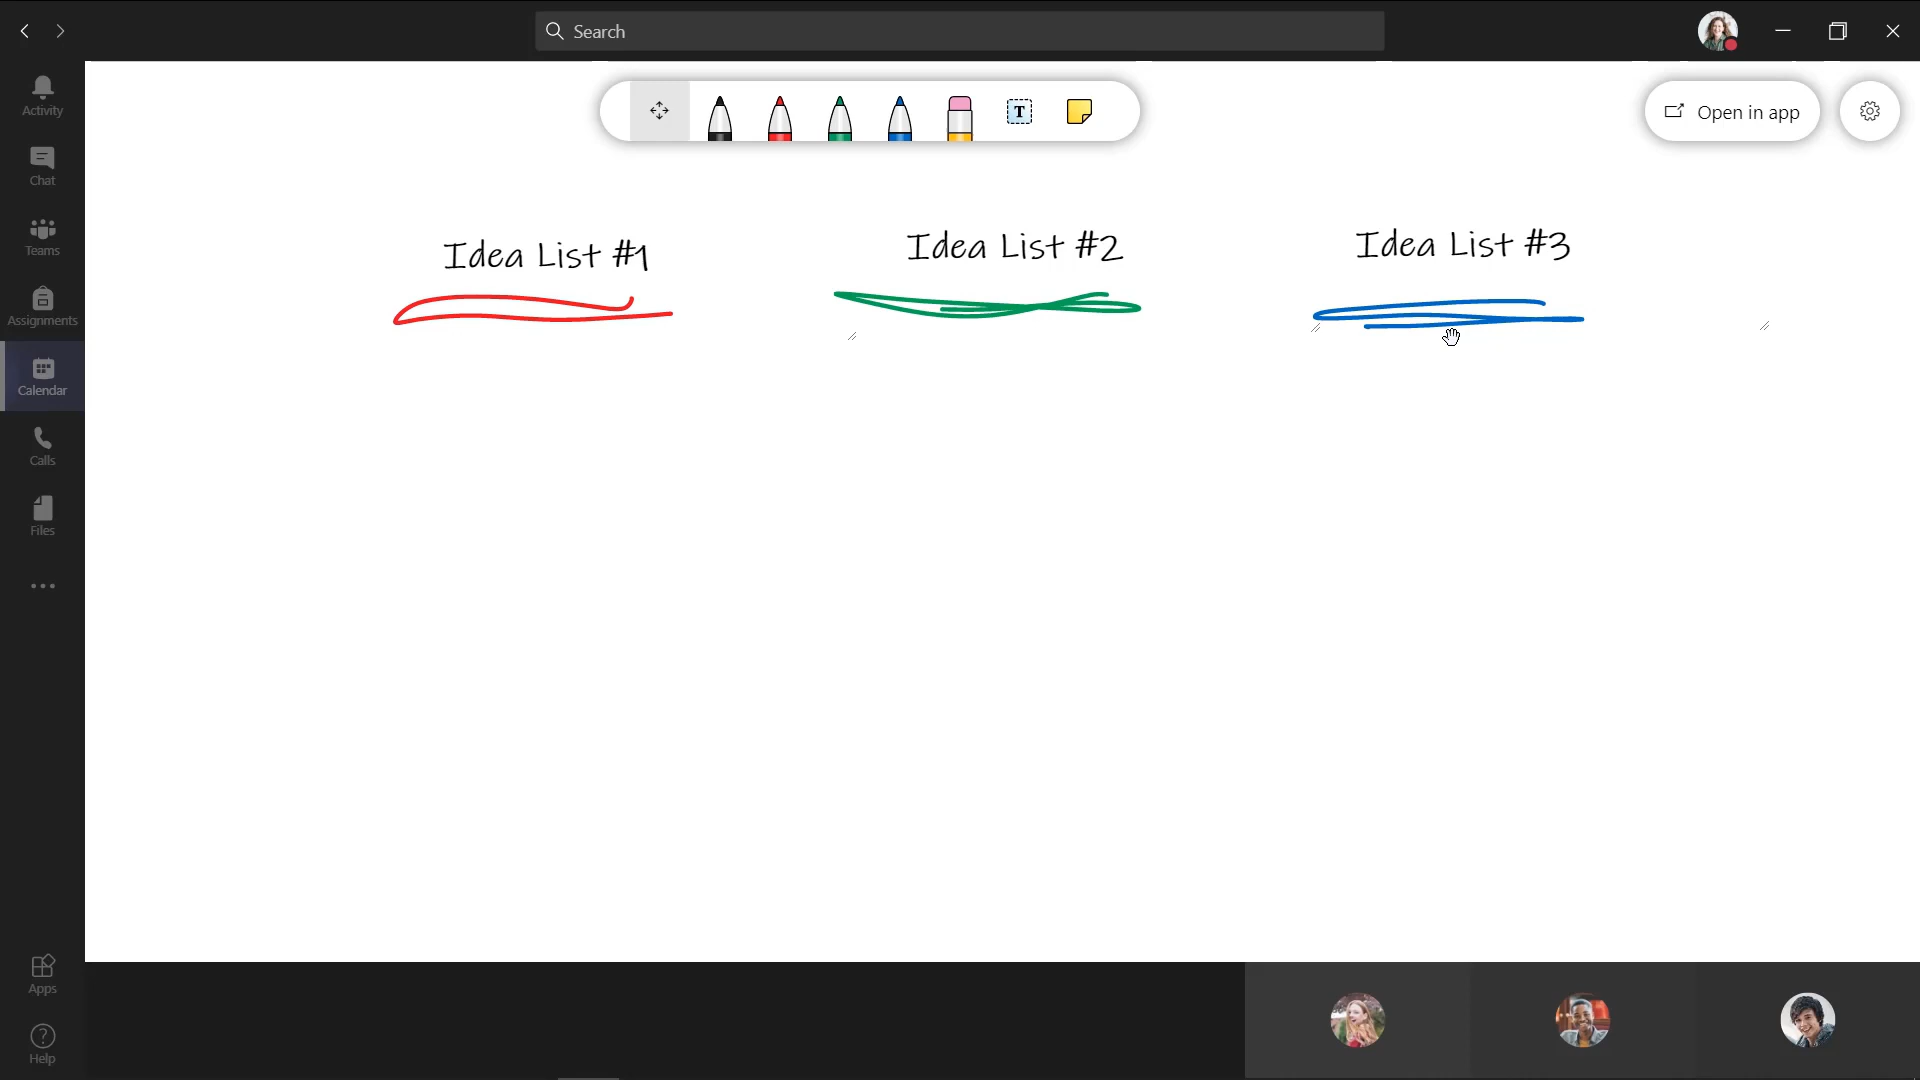 Search
Activity
Chat
Teams
Assignments
Calendar
Calls
Files
Apps
Help
T
Open in app
Idea List #1
Idea List #2
Idea List #3